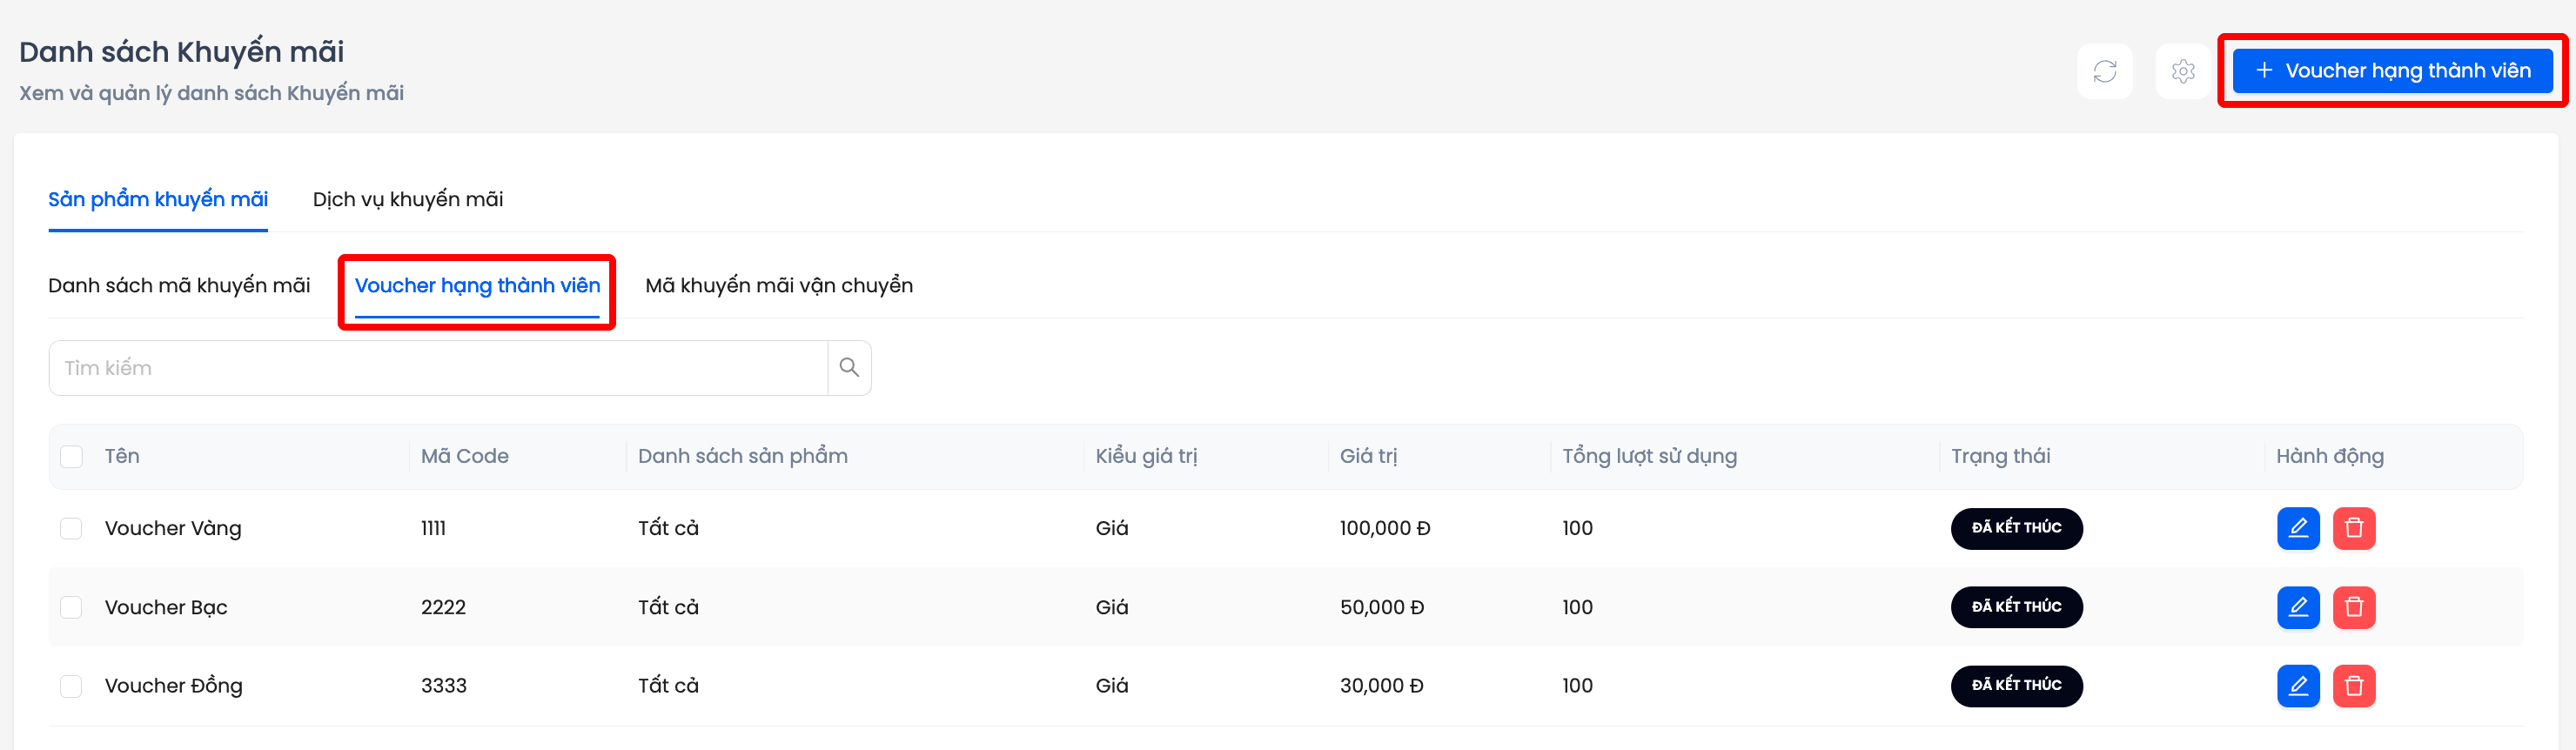 Danh sách Khuyến mãi
Xem và quản lý danh sách Khuyến mãi
+ Voucher hạng thành viên
Sản phẩm khuyến mãi Dịch vụ khuyến mãi
Danh sách mã khuyến mãi Voucher hạng thành viên Mã khuyến mãi vận chuyển
Tìm kiếm
Tên Mã Code Danh sách sản phẩm Kiểu giá trị Giá trị Tổng lượt sử dụng Trạng thái Hành động
Voucher Vàng 1111 Tất cả Giá 100,000 Đ 100 ĐÃ KẾT THÚC
Voucher Bạc 2222 Tất cả Giá 50,000 Đ 100 ĐÃ KẾT THÚC
Voucher Đồng 3333 Tất cả Giá 30,000 Đ 100 ĐÃ KẾT THÚC